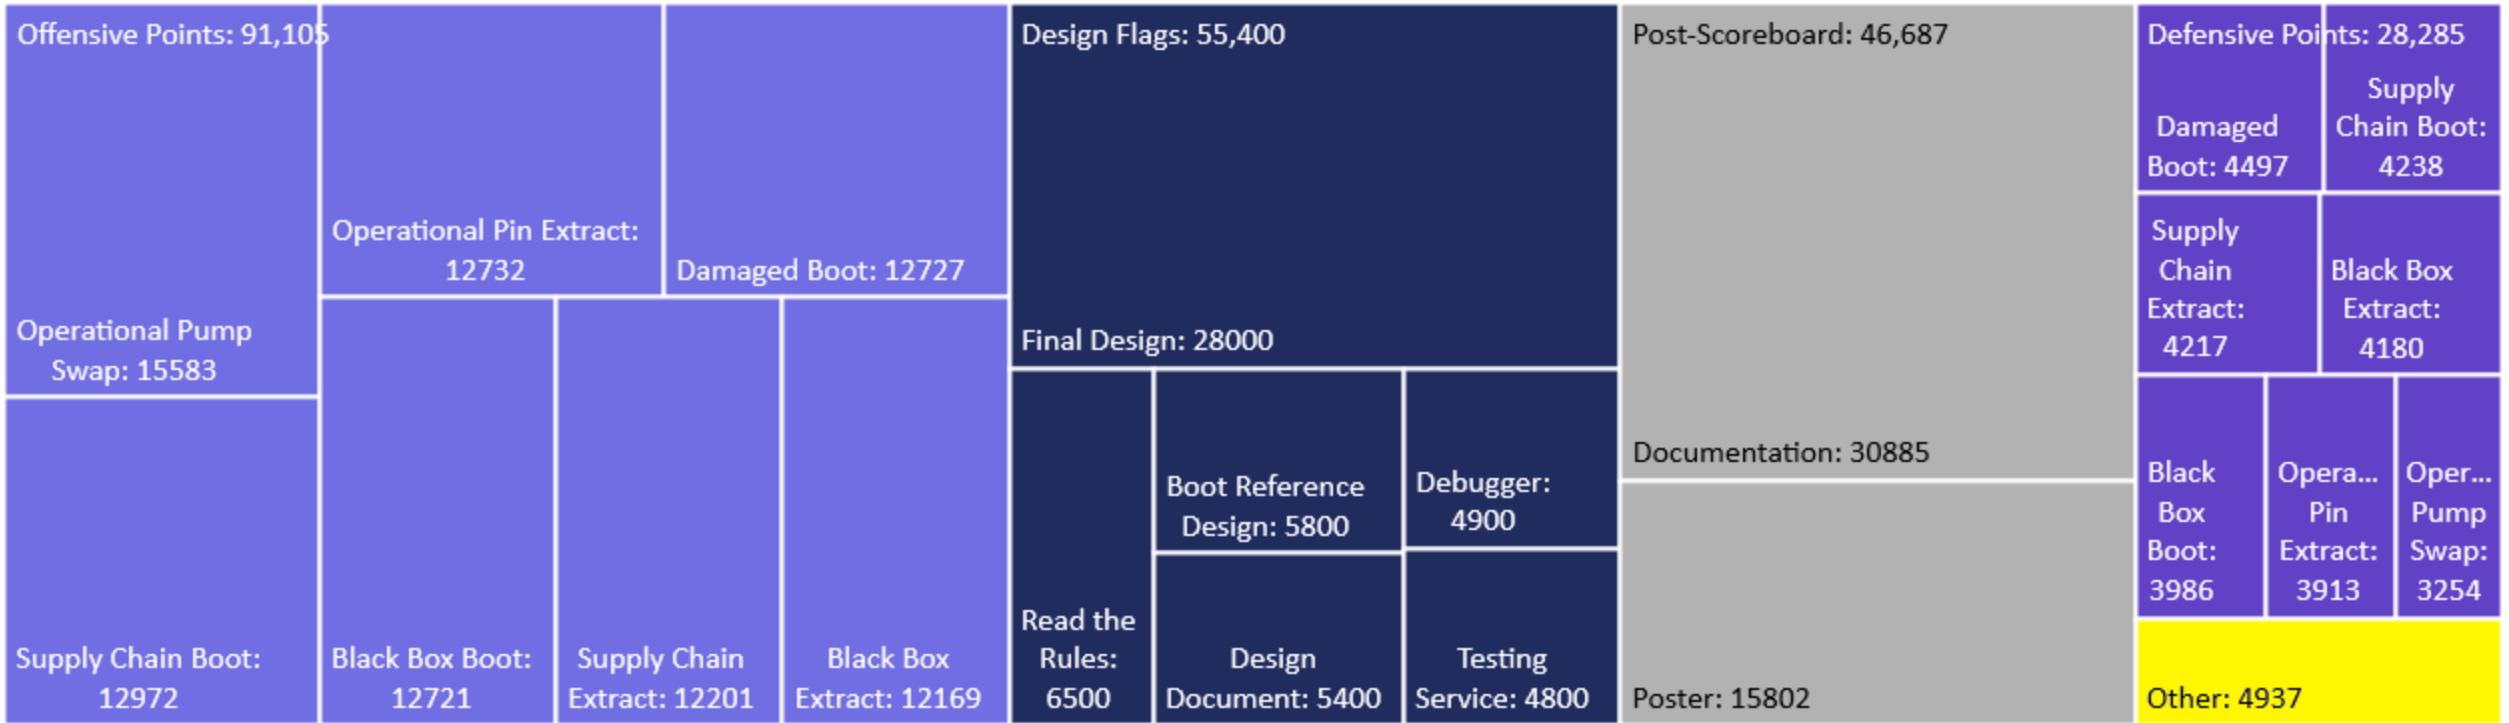 Offensive Points: 91,105
Operational Pump
Swap: 15583
Supply Chain Boot:
12972
Operational Pin Extract:
12732
Damaged Boot: 12727
Black Box Boot:
12721
Supply Chain
Extract: 12201
Black Box
Extract: 12169
Design Flags: 55,400
Final Design: 28000
Read the
Rules:
6500
Boot Reference
Design: 5800
Design
Document: 5400
Debugger:
4900
Testing
Service: 4800
Post-Scoreboard: 46,687
Documentation: 30885
Poster: 15802
Defensive Points: 28,285
Damaged
Boot: 4497
Supply
Chain Boot:
4238
Supply
Chain
Extract:
4217
Black Box
Extract:
4180
Black
Box
Boot:
3986
Opera...
Pin
Extract:
3913
Oper...
Pump
Swap:
3254
Other: 4937